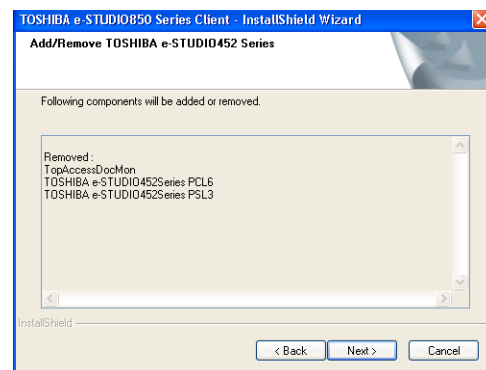 TOSHIBA e-STUDIO850 Series Client - InstallShield Wizard
Add/Remove TOSHIBA e-STUDIO452 Series
Following components will be added or removed.
Removed :
TopAccessDocMon
TOSHIBA e-STUDIO452Series PCL6
TOSHIBA e-STUDIO452Series PSL3
InstallShield
< Back
Next >
Cancel